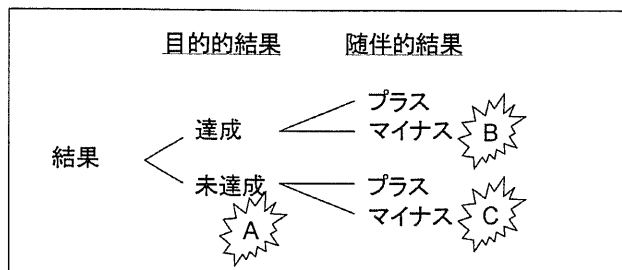 目的的結果 随伴的結果
プラス
達成
マイナス B
結果
未達成 プラス
マイナス C
A